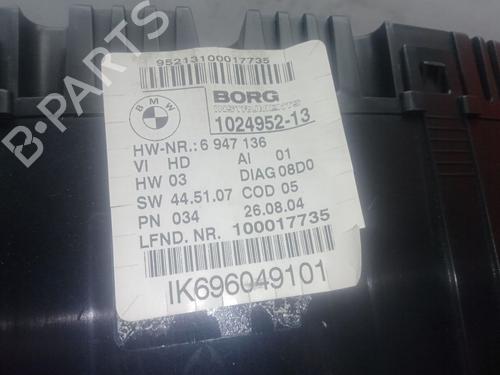 95213100017735
BMW
BORG
INSTRUMENTS
1024952-13
HW-NR.: 6 947 136
VI HD AI 01
HW 03 DIAG 08D0
SW 44.51.07 COD 05
PN 034 26.08.04
LFND. NR. 100017735
IK696049101
B-PARTS